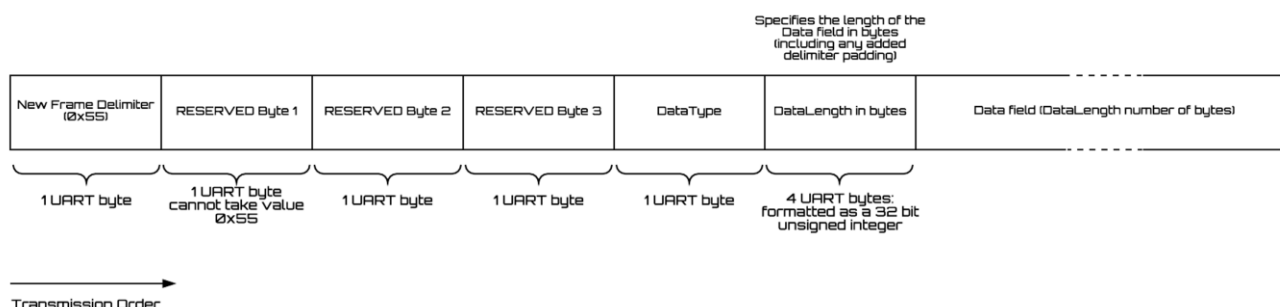 Specifies the length of the
Data field in bytes
(including any added
delimiter padding)
New Frame Delimiter
(0x55)
RESERVED Byte 1
RESERVED Byte 2
RESERVED Byte 3
DataType
DataLength in bytes
Data field (DataLength number of bytes)
1 UART byte
1 UART byte
cannot take value
0x55
1 UART byte
1 UART byte
1 UART byte
4 UART bytes:
formatted as a 32 bit
unsigned integer
Transmission Order